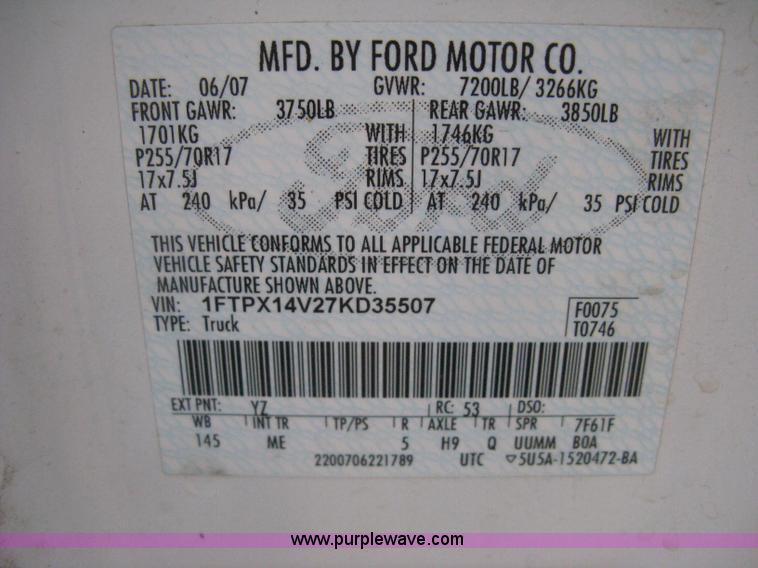 MFD. BY FORD MOTOR CO.
DATE: 06/07 GVWR: 7200LB/ 3266KG
FRONT GAWR: 3750LB REAR GAWR: 3850LB
1701KG WITH 1746KG WITH
P255/70R17 TIRES P255/70R17 TIRES
17x7.5J RIMS 17x7.5J RIMS
AT 240 kPa/ 35 PSI COLD AT 240 kPa/ 35 PSI COLD
Ford
THIS VEHICLE CONFORMS TO ALL APPLICABLE FEDERAL MOTOR
VEHICLE SAFETY STANDARDS IN EFFECT ON THE DATE OF
MANUFACTURE SHOWN ABOVE.
VIN: 1FTPX14V27KD35507 F0075
TYPE: Truck T0746
EXT PNT: YZ RC: 53 DSO:
WB INT TR TP/PS R AXLE TR SPR 7F61F
145 ME 5 H9 Q UUMM BOA
2200706221789 UTC 5U5A-1520472-BA
www.purplewave.com